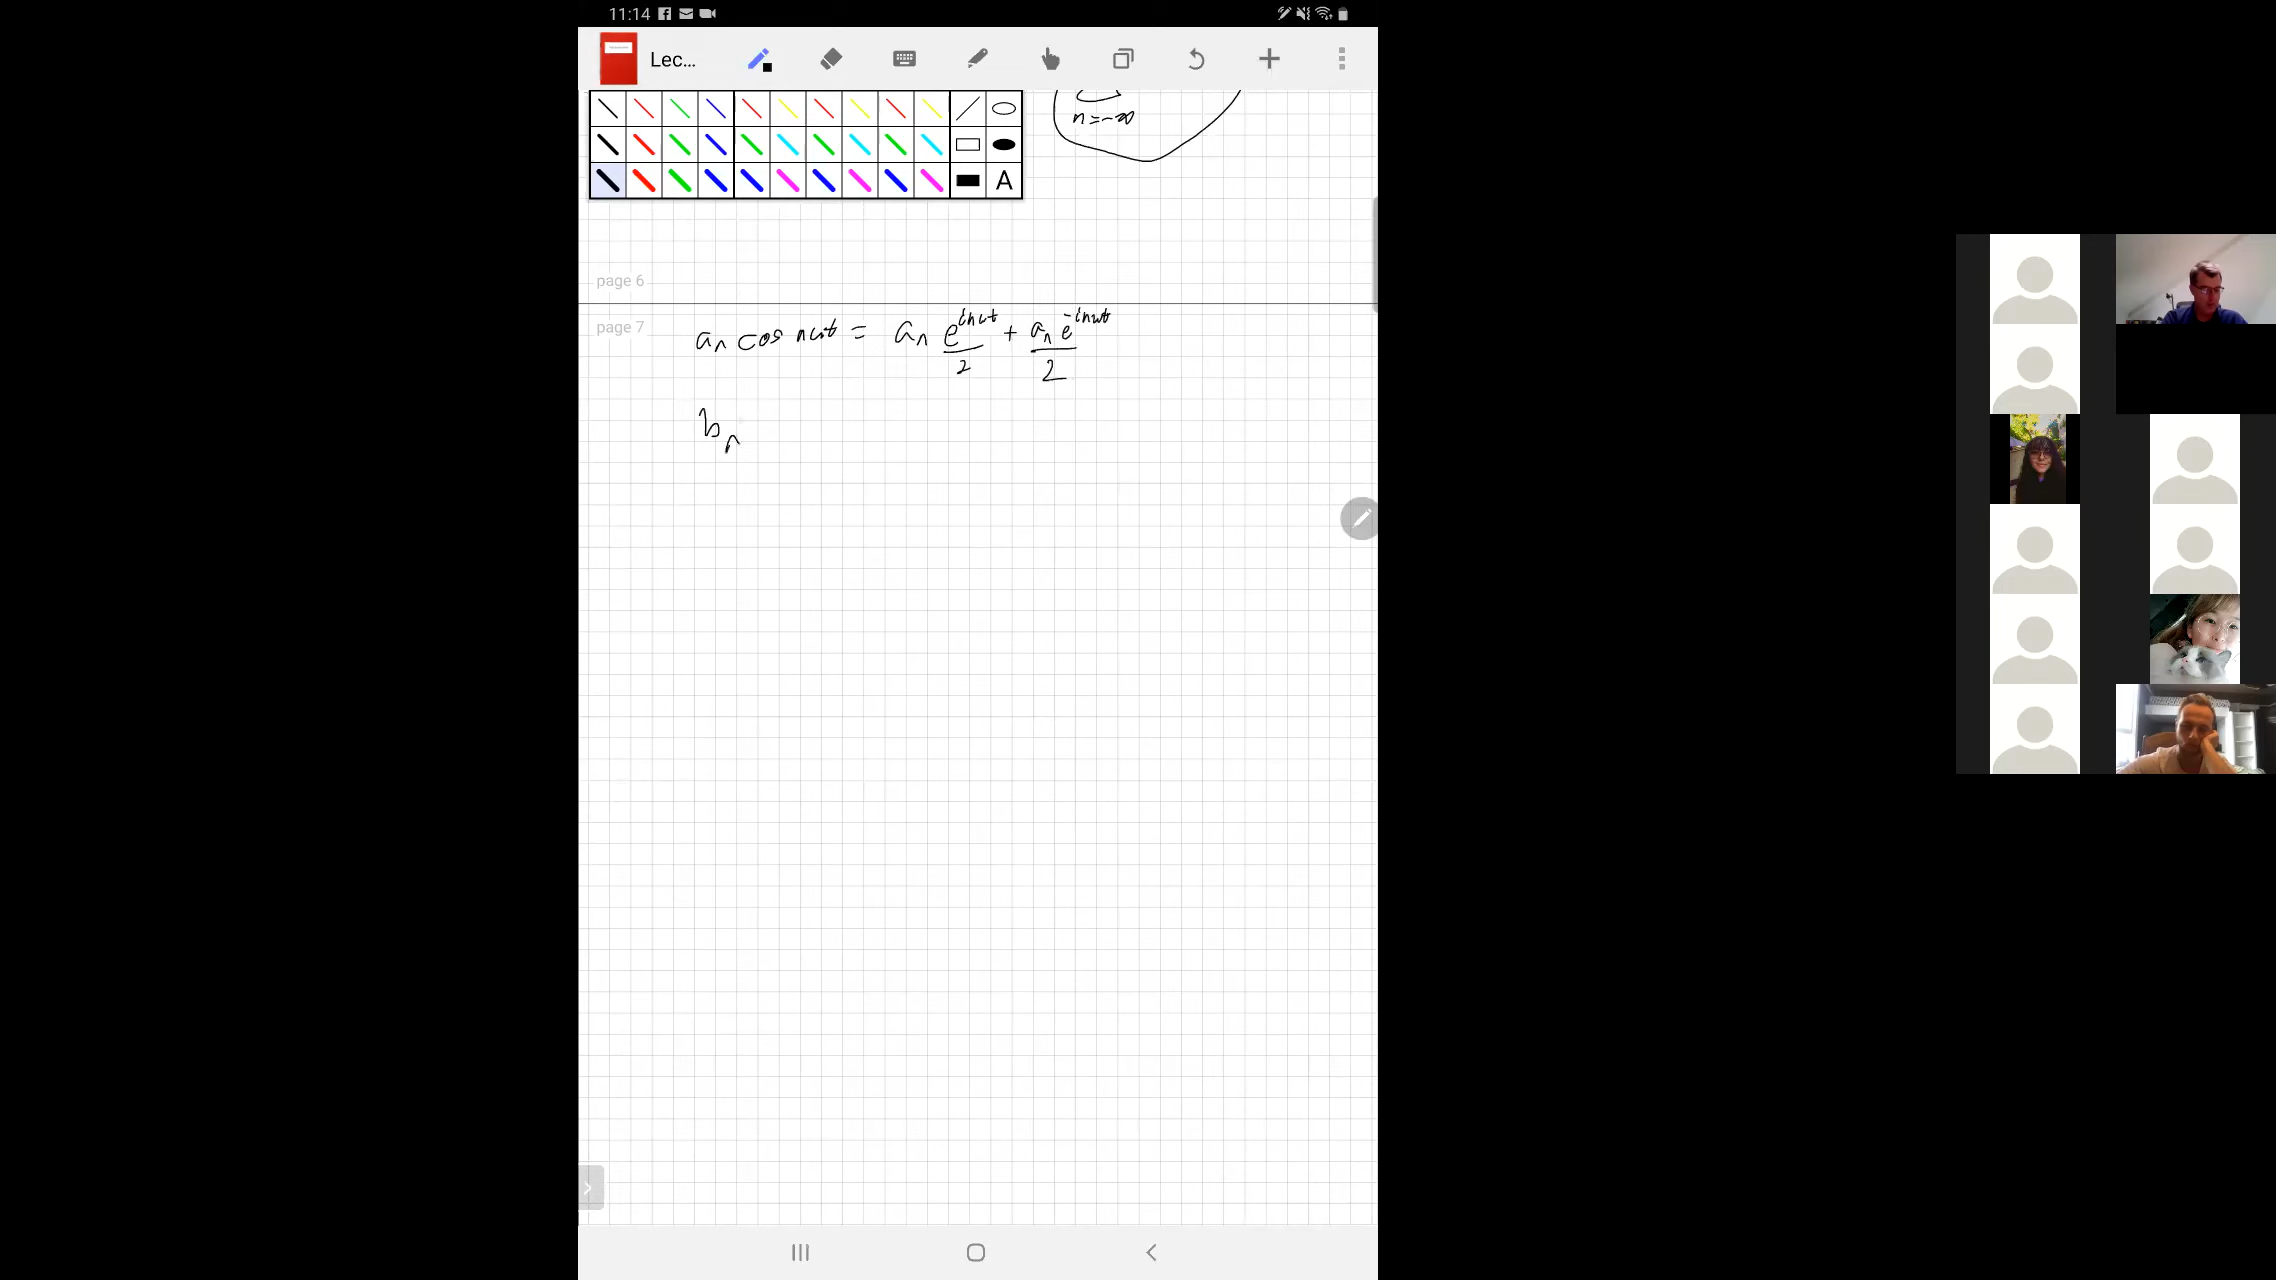 11:14
Lec...
n=-∞
A
page 6
page 7
aₙ cos nωt = aₙ e^{inωt}/2 + aₙ e^{-inωt}/2
bₙ